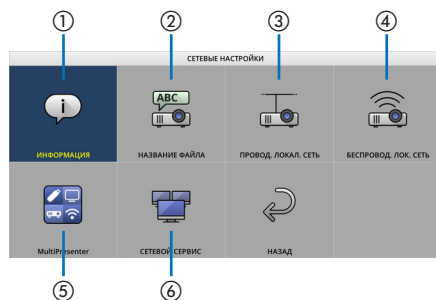 ① ② ③ ④
СЕТЕВЫЕ НАСТРОЙКИ
ABC
i
ИНФОРМАЦИЯ НАЗВАНИЕ ФАЙЛА ПРОВОД. ЛОКАЛ. СЕТЬ БЕСПРОВОД. ЛОК. СЕТЬ
MultiPresenter СЕТЕВОЙ СЕРВИС НАЗАД
⑤ ⑥